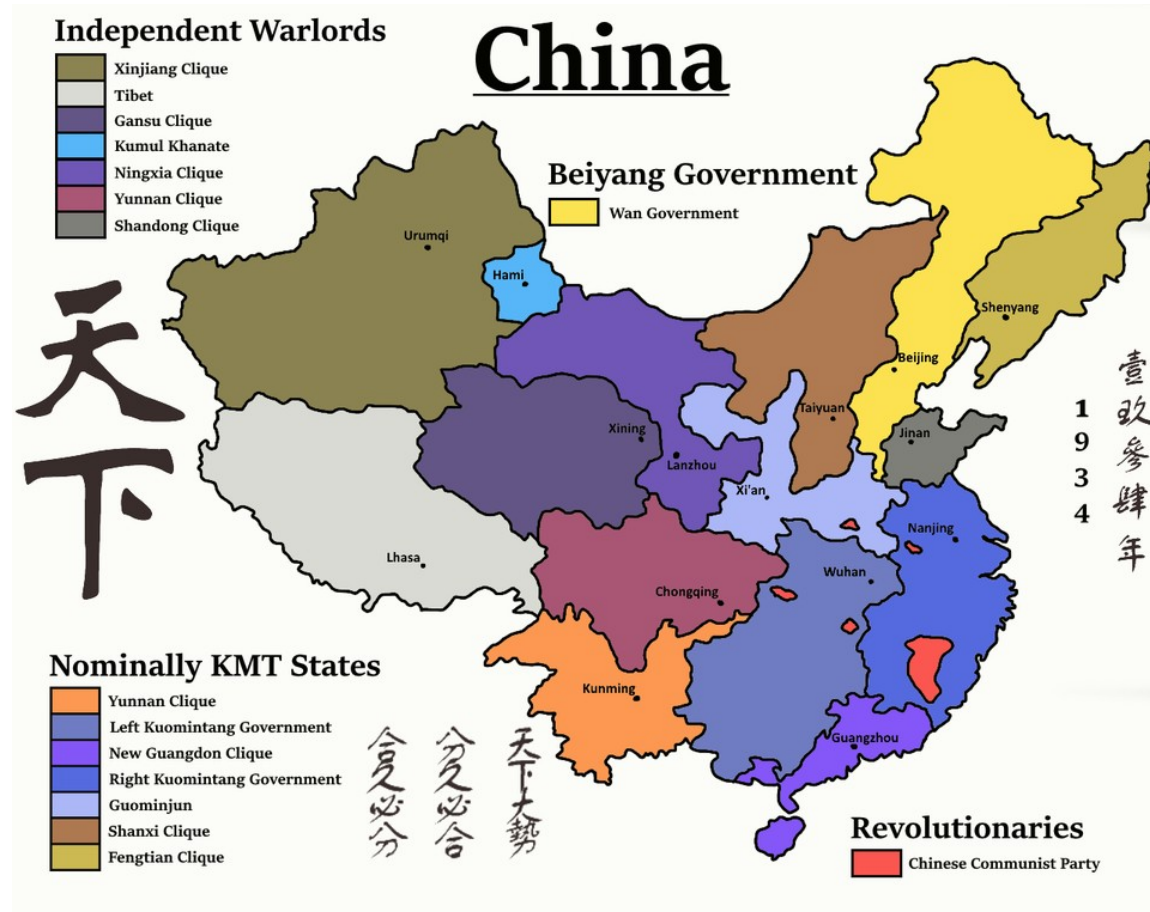 China
Independent Warlords
Xinjiang Clique
Tibet
Gansu Clique
Kumul Khanate
Ningxia Clique
Yunnan Clique
Shandong Clique
Beiyang Government
Wan Government
天下
Urumqi
Hami
Shenyang
Beijing
Taiyuan
Jinan
Xining
Lanzhou
Xi'an
Nanjing
Lhasa
Wuhan
Chongqing
Kunming
Guangzhou
1934
壹玖參肆年
Nominally KMT States
Yunnan Clique
Left Kuomintang Government
New Guangdon Clique
Right Kuomintang Government
Guominjun
Shanxi Clique
Fengtian Clique
天下大勢
分久必合
合久必分
Revolutionaries
Chinese Communist Party